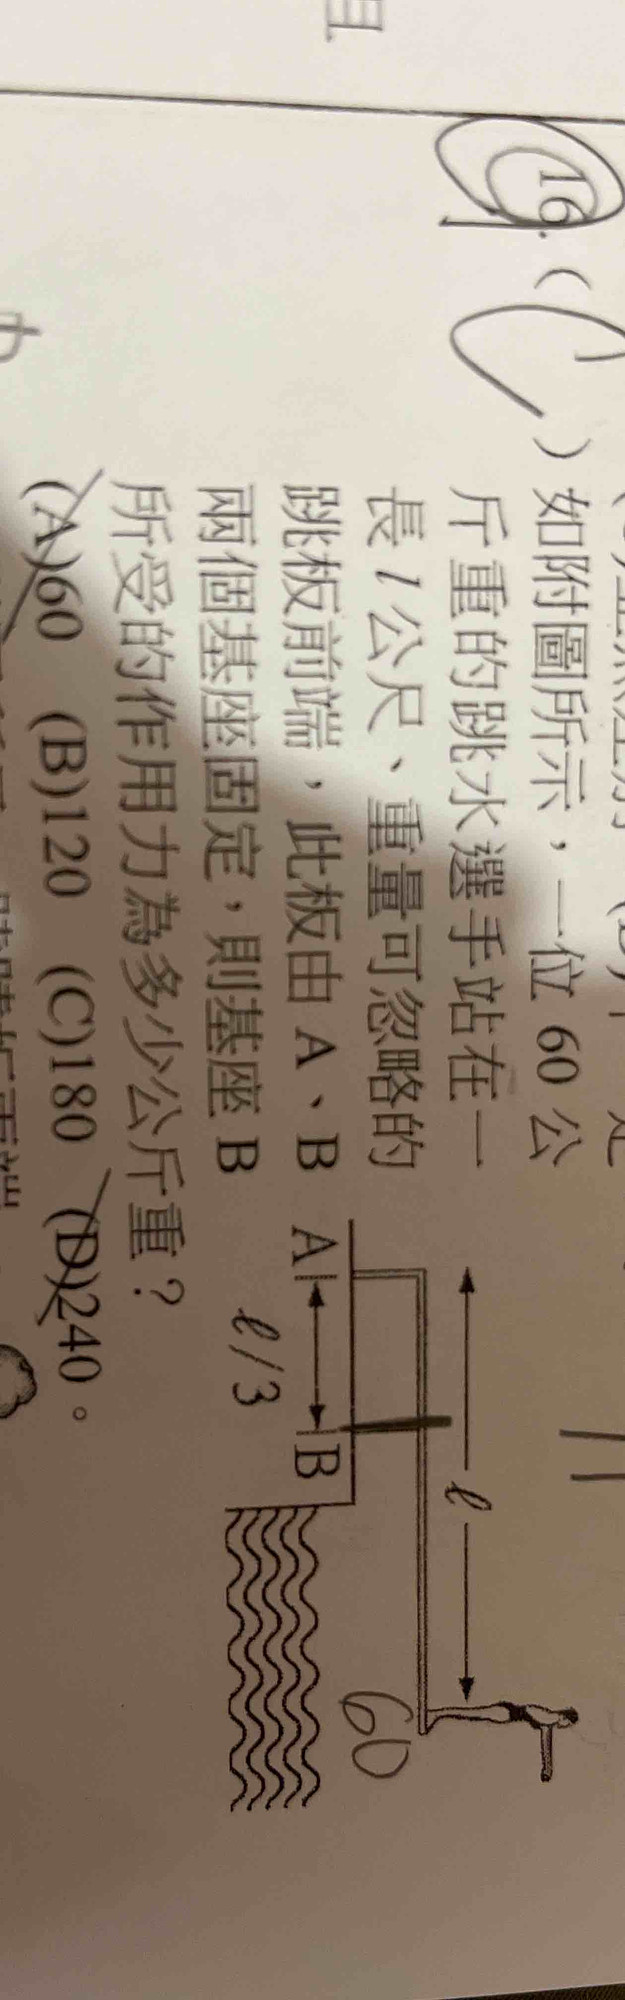 16. ( C ) 如附圖所示，一位 60 公
斤重的跳水選手站在一
長 l 公尺、重量可忽略的
跳板前端，此板由 A、B
兩個基座固定，則基座 B
所受的作用力為多少公斤重？
(A)60 (B)120 (C)180 (D)240。
ℓ
60
A
B
ℓ/3